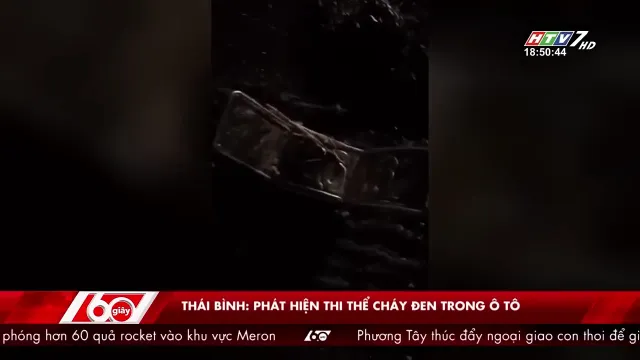 HTV7 HD
18:50:44
60 giây
THÁI BÌNH: PHÁT HIỆN THI THỂ CHÁY ĐEN TRONG Ô TÔ
phóng hơn 60 quả rocket vào khu vực Meron 60 Phương Tây thúc đẩy ngoại giao con thoi để gi